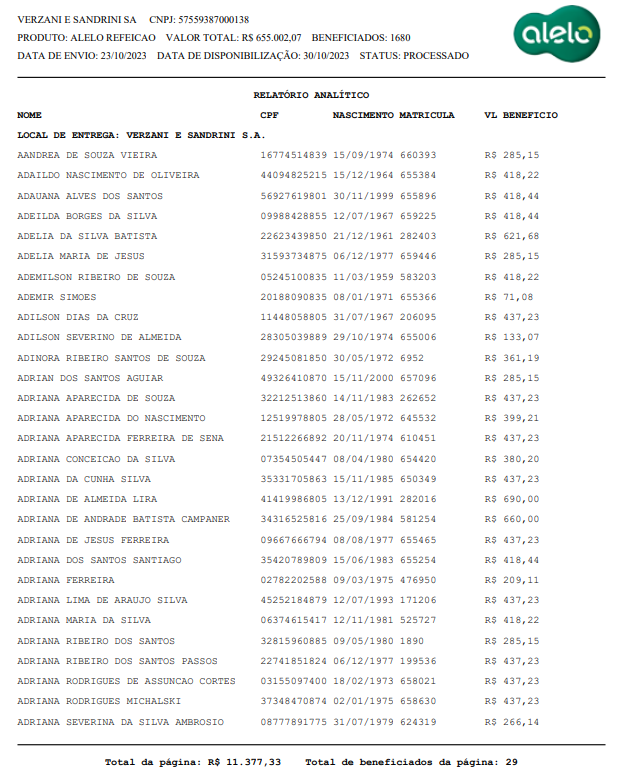 VERZANI E SANDRINI SA CNPJ: 57559387000138
PRODUTO: ALELO REFEICAO VALOR TOTAL: R$ 655.002,07 BENEFICIADOS: 1680
DATA DE ENVIO: 23/10/2023 DATA DE DISPONIBILIZAÇÃO: 30/10/2023 STATUS: PROCESSADO
alelo
RELATÓRIO ANALÍTICO
NOME CPF NASCIMENTO MATRICULA VL BENEFICIO
LOCAL DE ENTREGA: VERZANI E SANDRINI S.A.
AANDREA DE SOUZA VIEIRA 16774514839 15/09/1974 660393 R$ 285,15
ADAILDO NASCIMENTO DE OLIVEIRA 44094825215 15/12/1964 655384 R$ 418,22
ADAUANA ALVES DOS SANTOS 56927619801 30/11/1999 655896 R$ 418,44
ADEILDA BORGES DA SILVA 09988428855 12/07/1967 659225 R$ 418,44
ADELIA DA SILVA BATISTA 22623439850 21/12/1961 282403 R$ 621,68
ADELIA MARIA DE JESUS 31593734875 06/12/1977 659446 R$ 285,15
ADEMILSON RIBEIRO DE SOUZA 05245100835 11/03/1959 583203 R$ 418,22
ADEMIR SIMOES 20188090835 08/01/1971 655366 R$ 71,08
ADILSON DIAS DA CRUZ 11448058805 31/07/1967 206095 R$ 437,23
ADILSON SEVERINO DE ALMEIDA 28305039889 29/10/1974 655006 R$ 133,07
ADINORA RIBEIRO SANTOS DE SOUZA 29245081850 30/05/1972 6952 R$ 361,19
ADRIAN DOS SANTOS AGUIAR 49326410870 15/11/2000 657096 R$ 285,15
ADRIANA APARECIDA DE SOUZA 32212513860 14/11/1983 262652 R$ 437,23
ADRIANA APARECIDA DO NASCIMENTO 12519978805 28/05/1972 645532 R$ 399,21
ADRIANA APARECIDA FERREIRA DE SENA 21512266892 20/11/1974 610451 R$ 437,23
ADRIANA CONCEICAO DA SILVA 07354505447 08/04/1980 654420 R$ 380,20
ADRIANA DA CUNHA SILVA 35331705863 15/11/1985 650349 R$ 437,23
ADRIANA DE ALMEIDA LIRA 41419986805 13/12/1991 282016 R$ 690,00
ADRIANA DE ANDRADE BATISTA CAMPANER 34316525816 25/09/1984 581254 R$ 660,00
ADRIANA DE JESUS FERREIRA 09667666794 08/08/1977 655465 R$ 437,23
ADRIANA DOS SANTOS SANTIAGO 35420789809 15/06/1983 655254 R$ 418,44
ADRIANA FERREIRA 02782202588 09/03/1975 476950 R$ 209,11
ADRIANA LIMA DE ARAUJO SILVA 45252184879 12/07/1993 171206 R$ 437,23
ADRIANA MARIA DA SILVA 06374615417 12/11/1981 525727 R$ 418,22
ADRIANA RIBEIRO DOS SANTOS 32815960885 09/05/1980 1890 R$ 285,15
ADRIANA RIBEIRO DOS SANTOS PASSOS 22741851824 06/12/1977 199536 R$ 437,23
ADRIANA RODRIGUES DE ASSUNCAO CORTES 03155097400 18/02/1973 658021 R$ 437,23
ADRIANA RODRIGUES MICHALSKI 37348470874 02/01/1975 658630 R$ 437,23
ADRIANA SEVERINA DA SILVA AMBROSIO 08777891775 31/07/1979 624319 R$ 266,14
Total da página: R$ 11.377,33 Total de beneficiados da página: 29